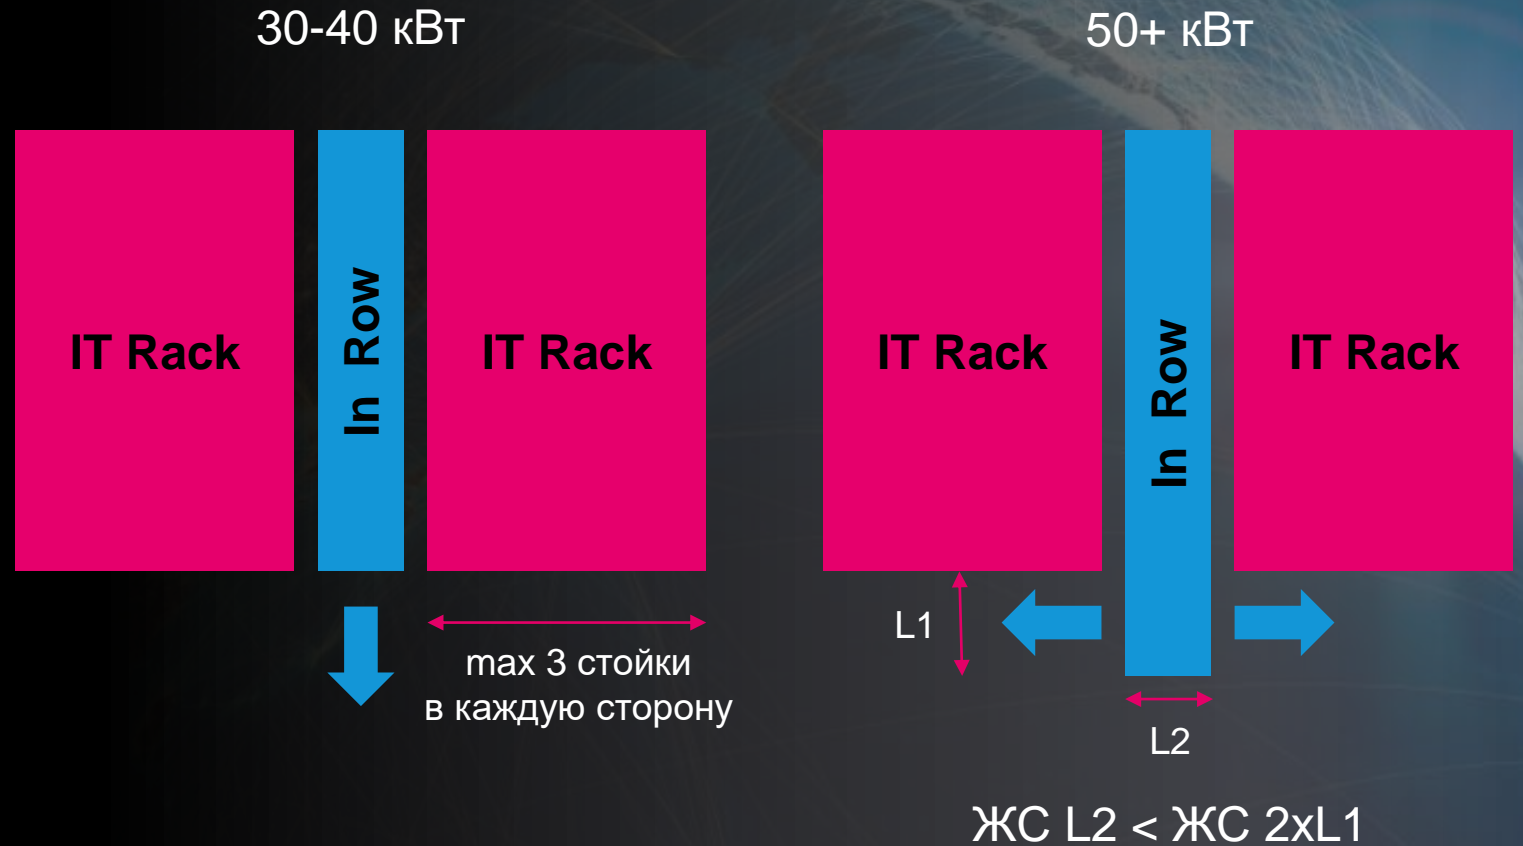 30-40 кВт
IT Rack
In Row
IT Rack
max 3 стойки
в каждую сторону
50+ кВт
IT Rack
In Row
IT Rack
L1
L2
ЖС L2 < ЖС 2xL1